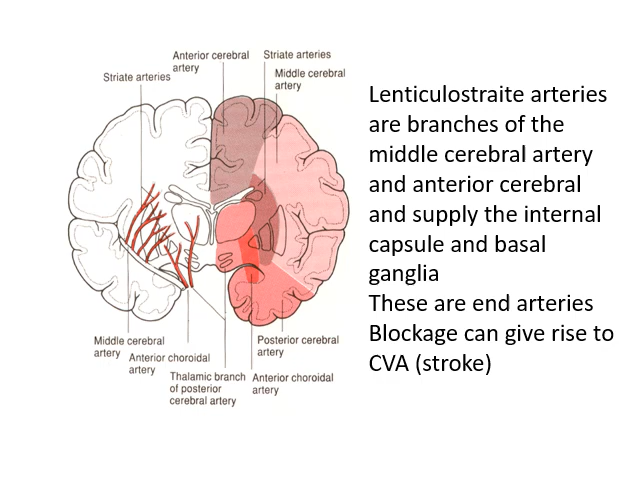 Anterior cerebral
artery
Striate arteries
Striate arteries
Middle cerebral
artery
Middle cerebral
artery
Anterior choroidal
artery
Thalamic branch
of posterior
cerebral artery
Posterior cerebral
artery
Anterior choroidal
artery
Lenticulostraite arteries
are branches of the
middle cerebral artery
and anterior cerebral
and supply the internal
capsule and basal
ganglia
These are end arteries
Blockage can give rise to
CVA (stroke)